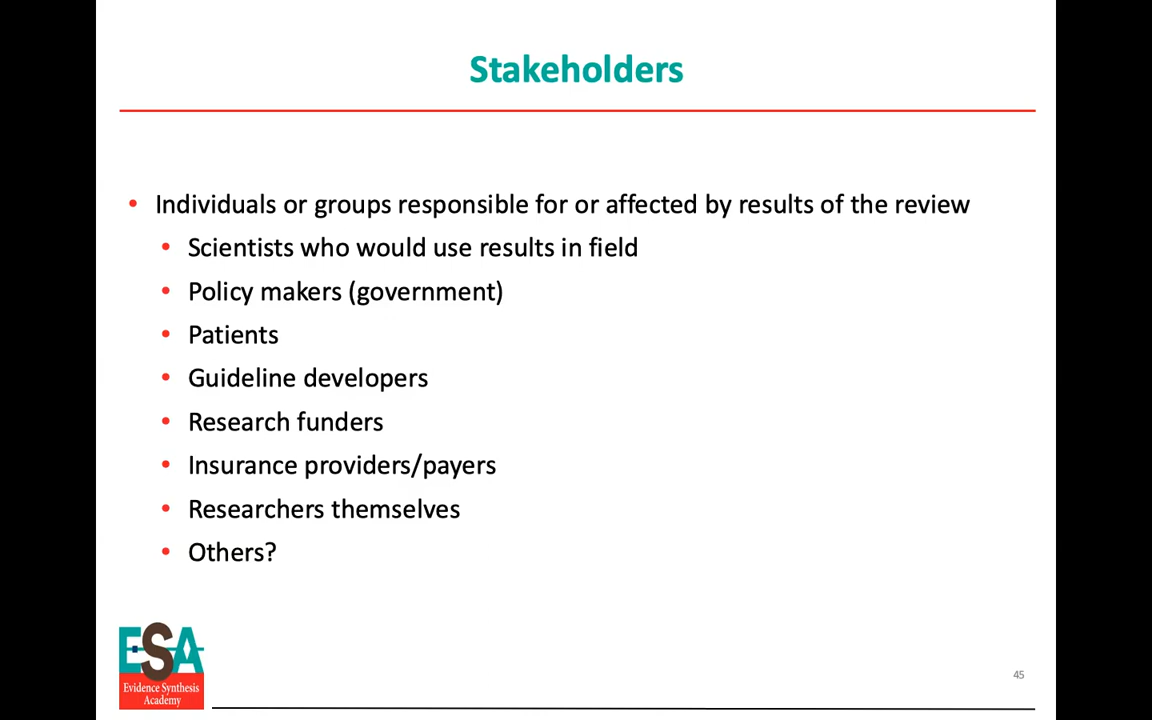 Stakeholders
• Individuals or groups responsible for or affected by results of the review
• Scientists who would use results in field
• Policy makers (government)
• Patients
• Guideline developers
• Research funders
• Insurance providers/payers
• Researchers themselves
• Others?
ESA
Evidence Synthesis
Academy
45